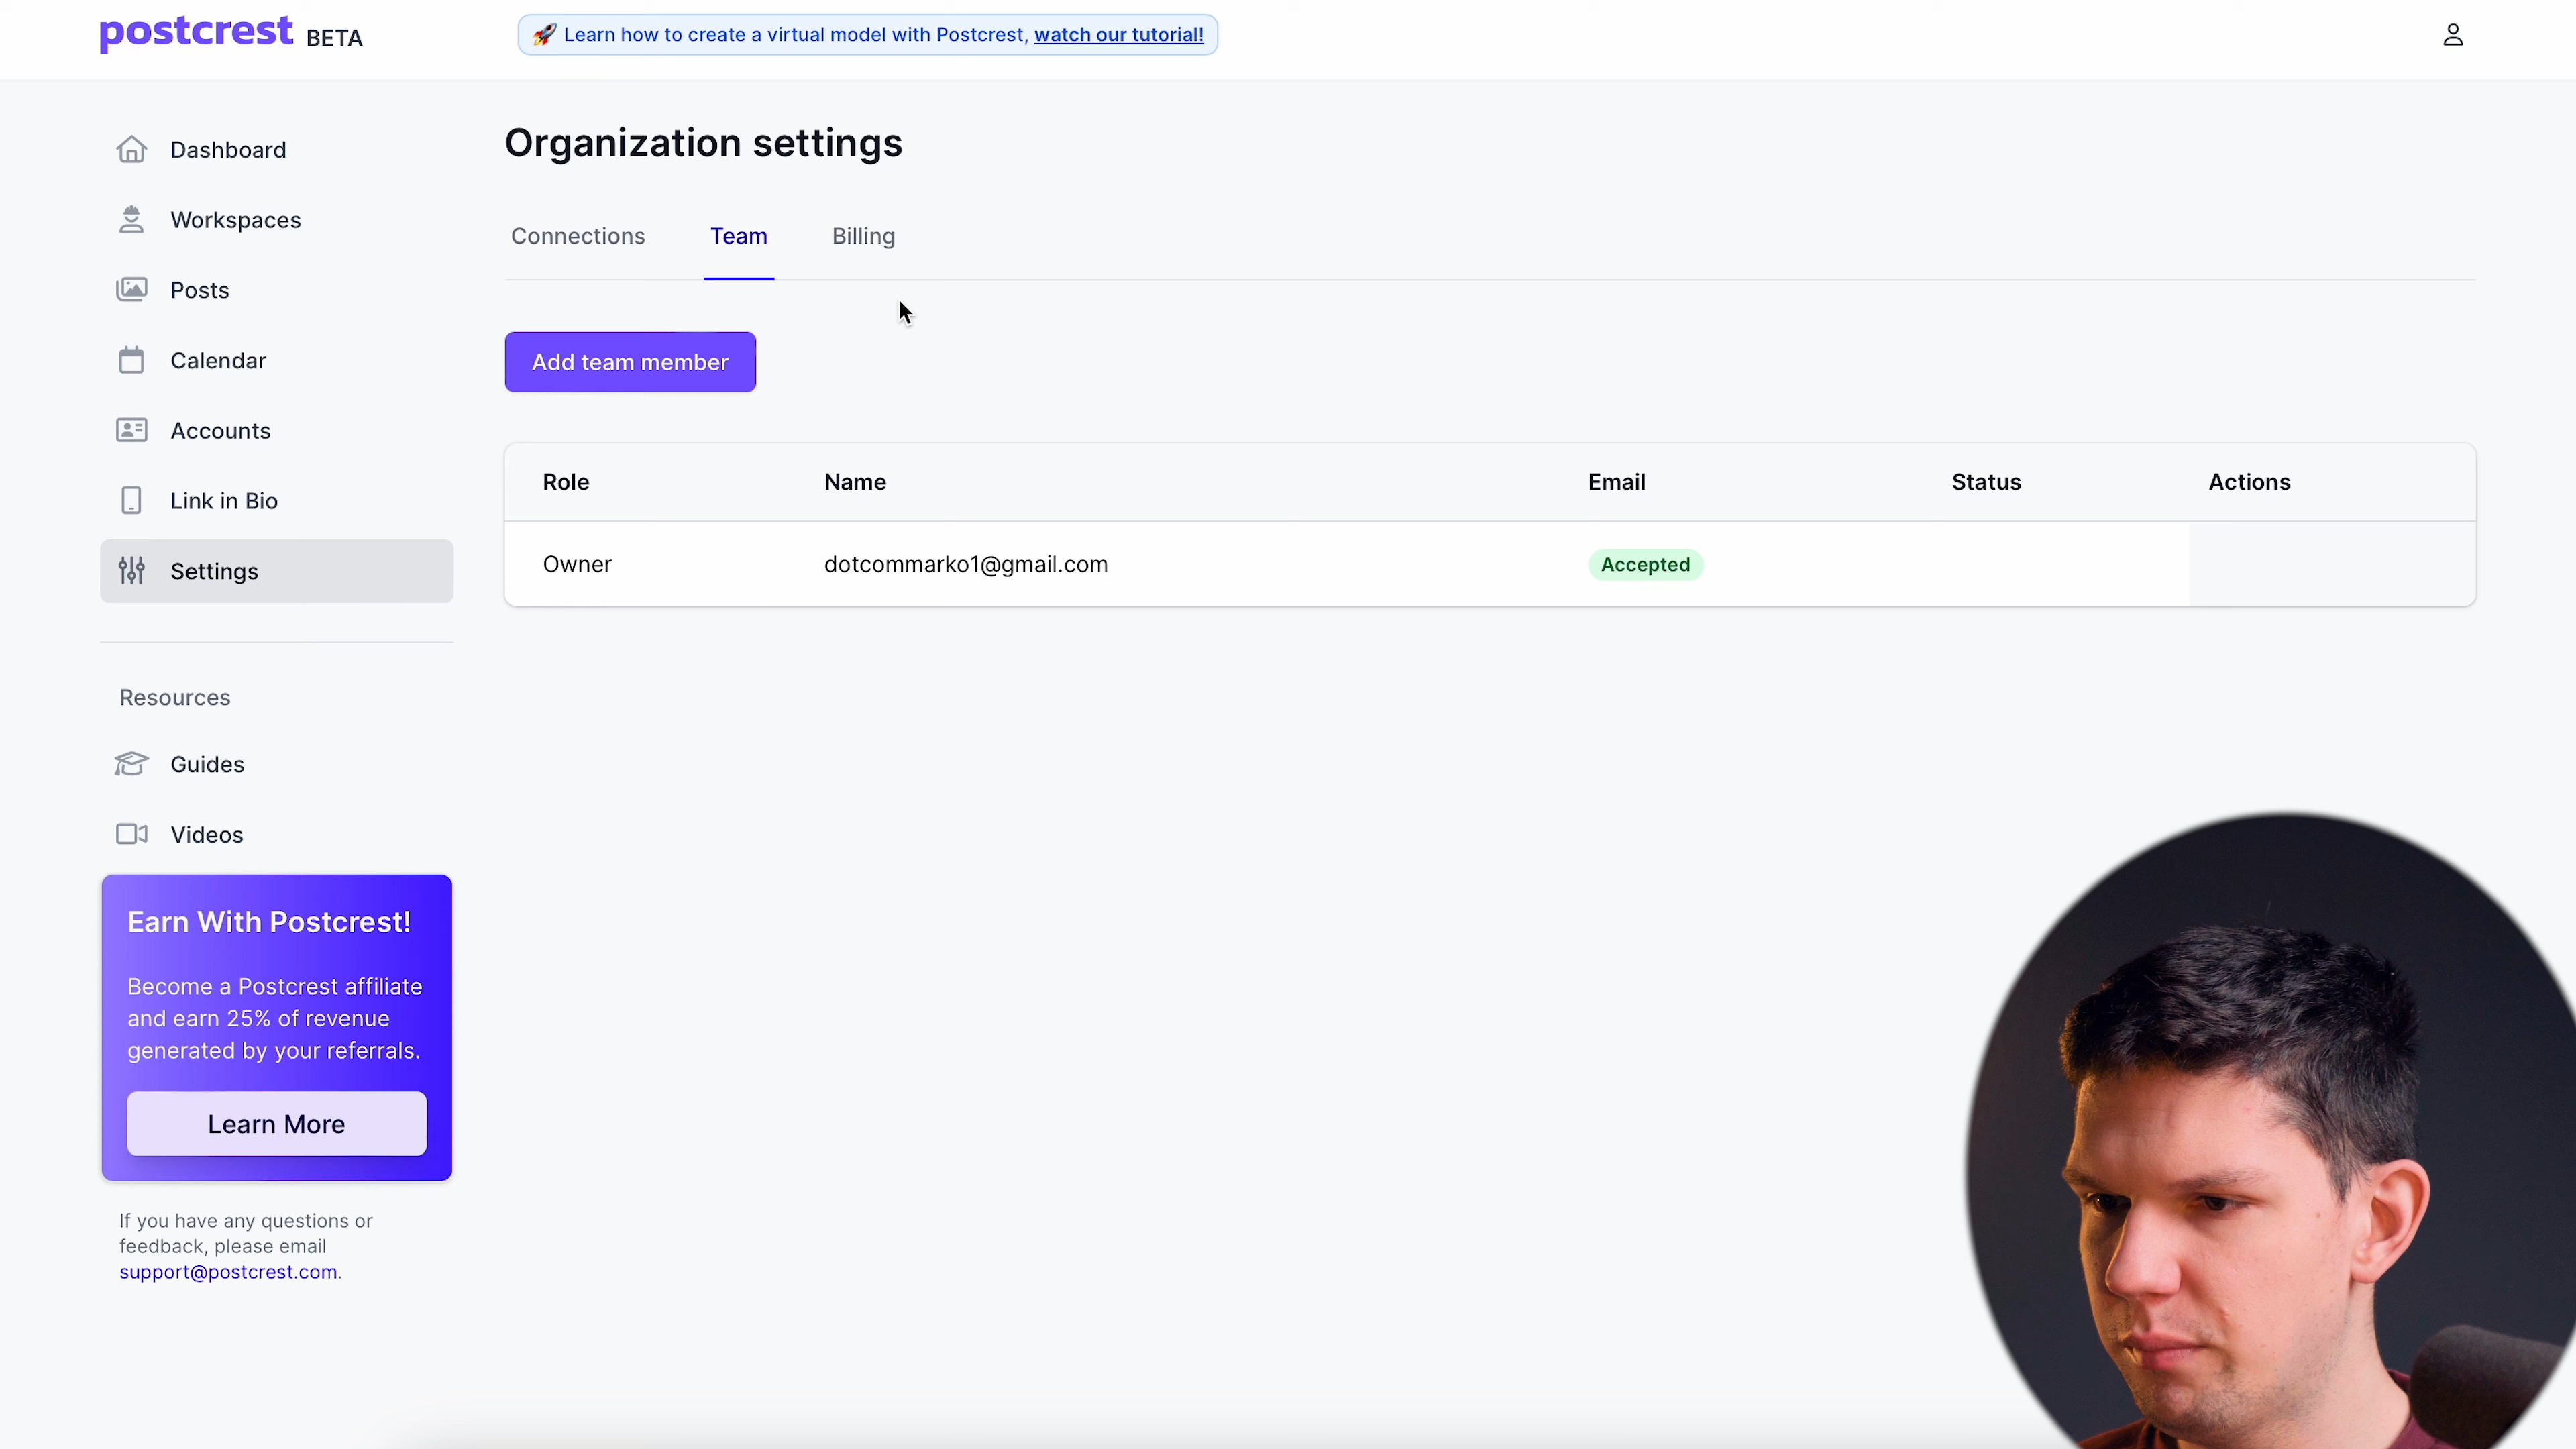 postcrest BETA
🚀 Learn how to create a virtual model with Postcrest, watch our tutorial!
Dashboard
Workspaces
Posts
Calendar
Accounts
Link in Bio
Settings
Resources
Guides
Videos
Earn With Postcrest!
Become a Postcrest affiliate
and earn 25% of revenue
generated by your referrals.
Learn More
If you have any questions or
feedback, please email
support@postcrest.com.
Organization settings
Connections Team Billing
Add team member
Role Name Email Status Actions
Owner dotcommarko1@gmail.com Accepted